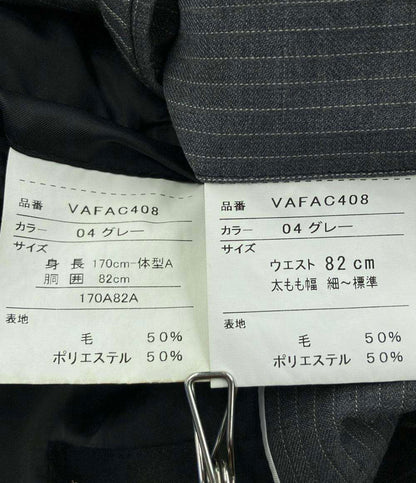 品番 VAFAC408
カラー 04 グレー
サイズ
身長 170cm-体型A
胴囲 82cm
170A82A
表地
毛 50%
ポリエステル 50%
品番 VAFAC408
カラー 04 グレー
サイズ
ウエスト 82cm
太もも幅 細〜標準
表地
毛 50%
ポリエステル 50%